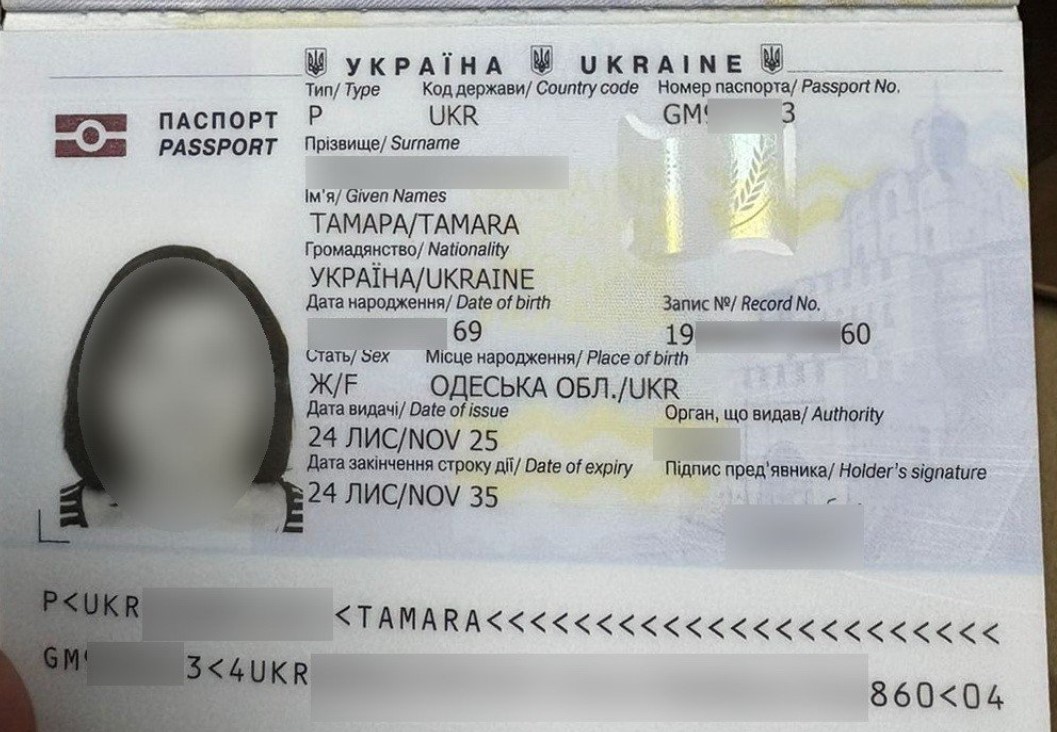 УКРАЇНА UKRAINE
Тип/ Type Код держави/ Country code Номер паспорта/ Passport No.
P UKR
ПАСПОРТ
PASSPORT
Прізвище/ Surname
Ім'я/ Given Names
ТАМАРА/TAMARA
Громадянство/ Nationality
УКРАЇНА/UKRAINE
Дата народження/ Date of birth Запис №/ Record No.
69 19 60
Стать/ Sex Місце народження/ Place of birth
Ж/F ОДЕСЬКА ОБЛ./UKR
Дата видачі/ Date of issue Орган, що видав/ Authority
24 ЛИС/NOV 25
Дата закінчення строку дії/ Date of expiry Підпис пред'явника/ Holder's signature
24 ЛИС/NOV 35
P<UKR <TAMARA<<<<<<<<<<<<<<<<<<<<<<<<
GM 3<4UKR 860<04